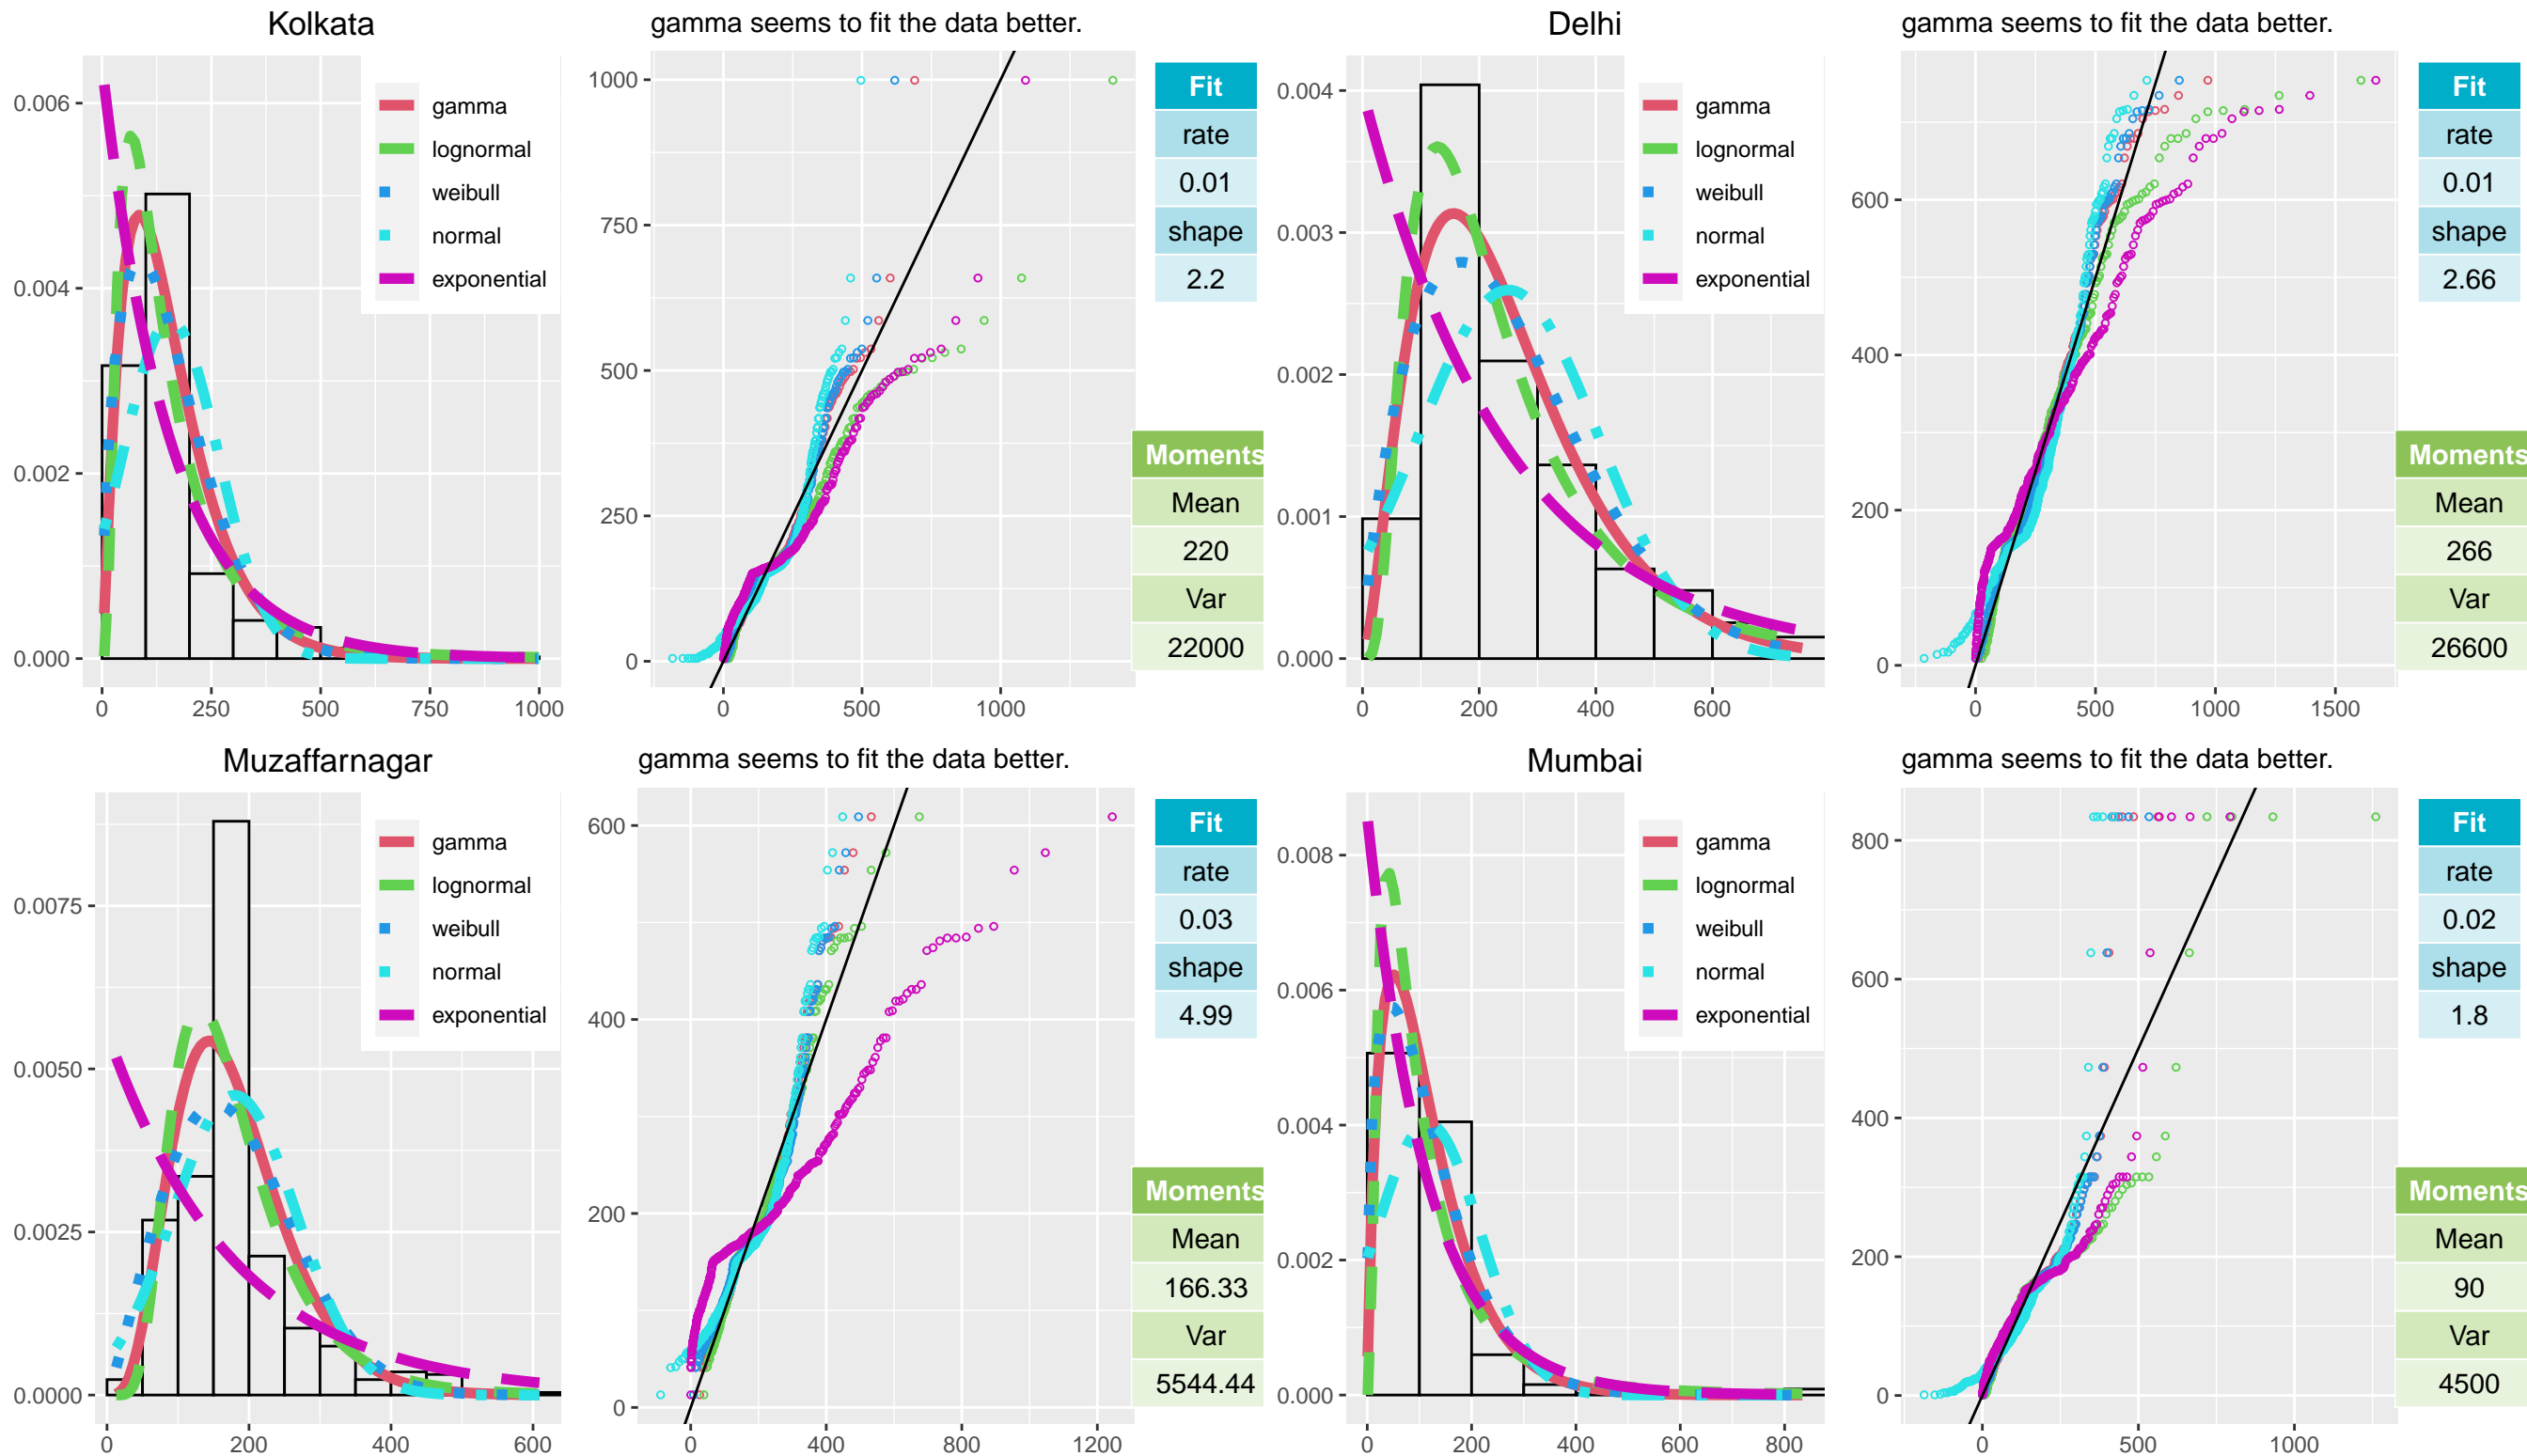 Kolkata
0.006
0.004
0.002
0.000
0
250
500
750
1000
gamma
lognormal
weibull
normal
exponential
gamma seems to fit the data better.
1000
750
500
250
0
0
500
1000
Fit
rate
0.01
shape
2.2
Moments
Mean
220
Var
22000
Delhi
0.004
0.003
0.002
0.001
0.000
0
200
400
600
gamma
lognormal
weibull
normal
exponential
gamma seems to fit the data better.
600
400
200
0
0
500
1000
1500
Fit
rate
0.01
shape
2.66
Moments
Mean
266
Var
26600
Muzaffarnagar
0.0075
0.0050
0.0025
0.0000
0
200
400
600
gamma
lognormal
weibull
normal
exponential
gamma seems to fit the data better.
600
400
200
0
0
400
800
1200
Fit
rate
0.03
shape
4.99
Moments
Mean
166.33
Var
5544.44
Mumbai
0.008
0.006
0.004
0.002
0.000
0
200
400
600
800
gamma
lognormal
weibull
normal
exponential
gamma seems to fit the data better.
800
600
400
200
0
0
500
1000
Fit
rate
0.02
shape
1.8
Moments
Mean
90
Var
4500